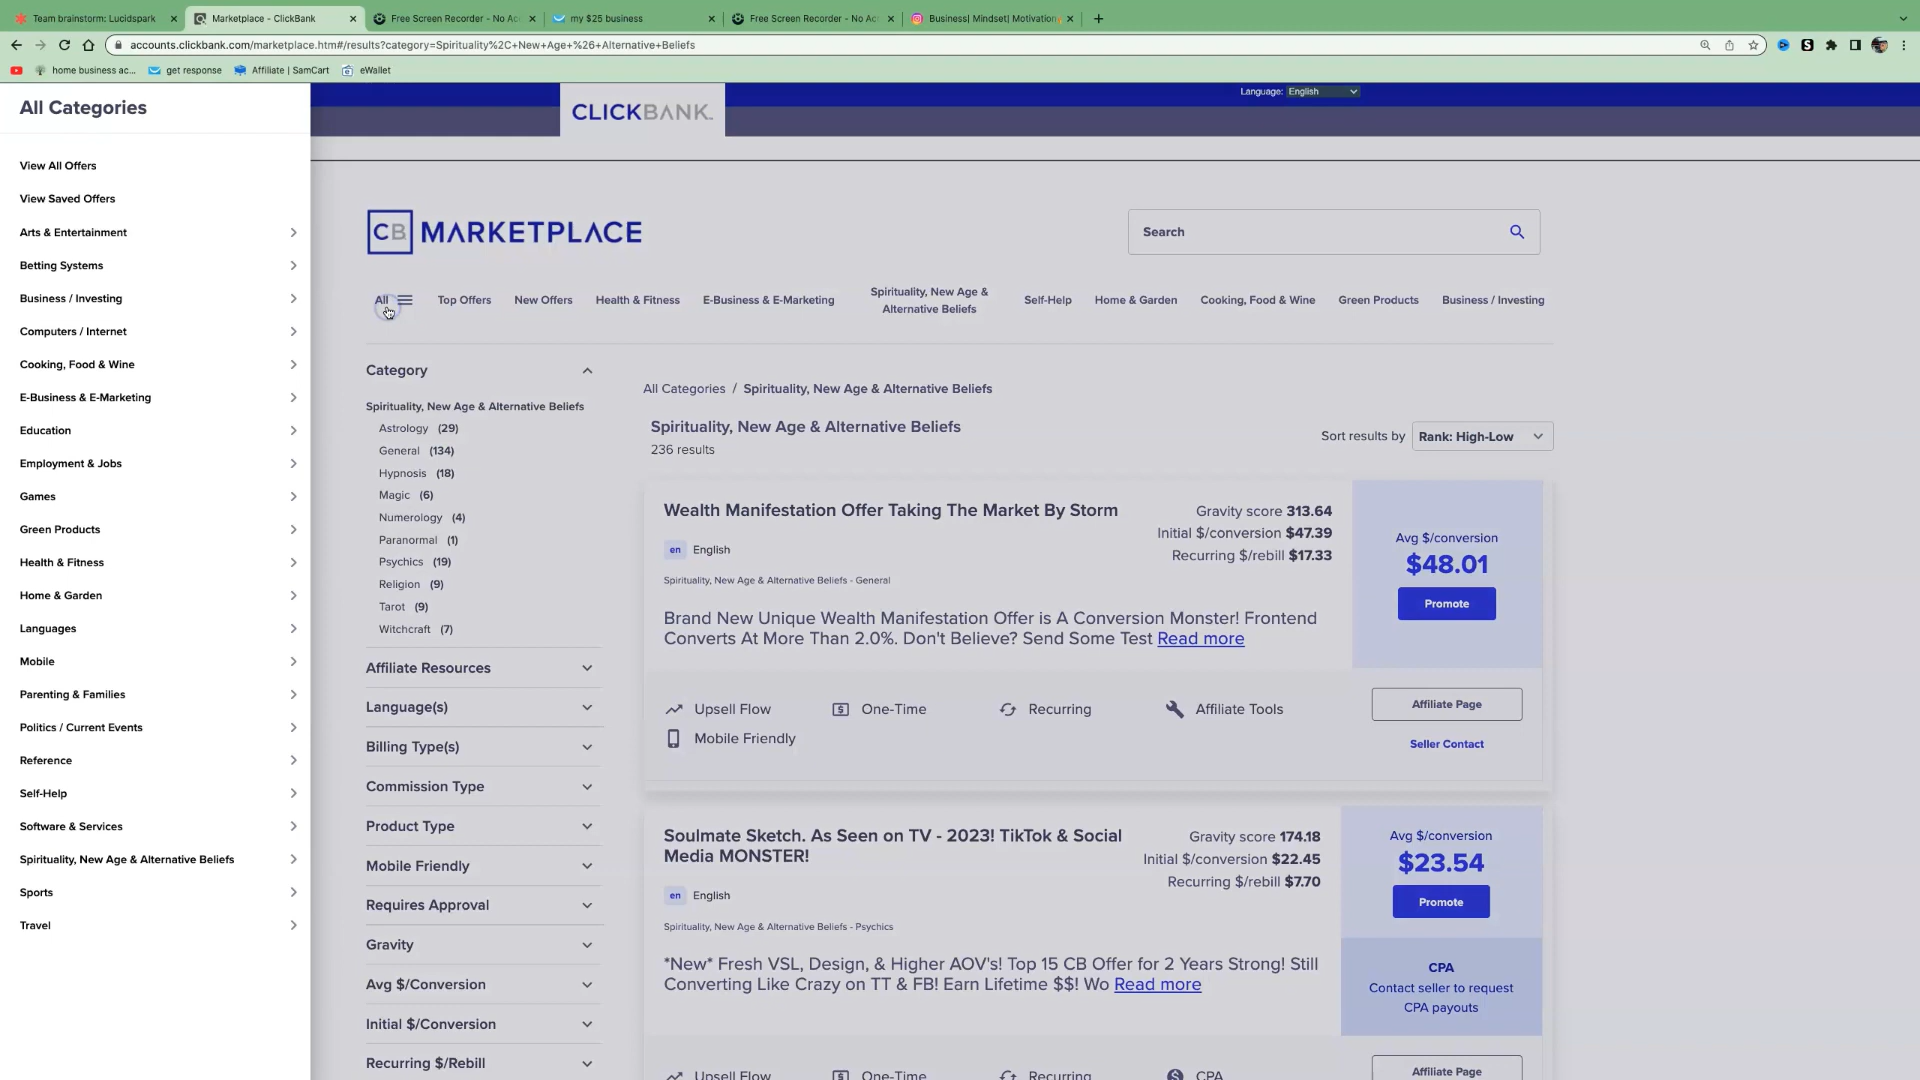 Team brainstorm: Lucidspark
Marketplace - ClickBank
Free Screen Recorder - No Ac
my $25 business
Free Screen Recorder - No Ac
Business| Mindset| Motivation
accounts.clickbank.com/marketplace.htm#/results?category=Spirituality%2C+New+Age+%26+Alternative+Beliefs
home business ac...
get response
Affiliate | SamCart
eWallet
All Categories
View All Offers
View Saved Offers
Arts & Entertainment
Betting Systems
Business / Investing
Computers / Internet
Cooking, Food & Wine
E-Business & E-Marketing
Education
Employment & Jobs
Games
Green Products
Health & Fitness
Home & Garden
Languages
Mobile
Parenting & Families
Politics / Current Events
Reference
Self-Help
Software & Services
Spirituality, New Age & Alternative Beliefs
Sports
Travel
Language: English
CLICKBANK.
CB MARKETPLACE
Search
All
Top Offers
New Offers
Health & Fitness
E-Business & E-Marketing
Spirituality, New Age &
Alternative Beliefs
Self-Help
Home & Garden
Cooking, Food & Wine
Green Products
Business / Investing
Category
Spirituality, New Age & Alternative Beliefs
Astrology (29)
General (134)
Hypnosis (18)
Magic (6)
Numerology (4)
Paranormal (1)
Psychics (19)
Religion (9)
Tarot (9)
Witchcraft (7)
Affiliate Resources
Language(s)
Billing Type(s)
Commission Type
Product Type
Mobile Friendly
Requires Approval
Gravity
Avg $/Conversion
Initial $/Conversion
Recurring $/Rebill
All Categories / Spirituality, New Age & Alternative Beliefs
Spirituality, New Age & Alternative Beliefs
236 results
Sort results by Rank: High-Low
Wealth Manifestation Offer Taking The Market By Storm
en English
Spirituality, New Age & Alternative Beliefs - General
Gravity score 313.64
Initial $/conversion $47.39
Recurring $/rebill $17.33
Brand New Unique Wealth Manifestation Offer is A Conversion Monster! Frontend
Converts At More Than 2.0%. Don't Believe? Send Some Test Read more
Avg $/conversion
$48.01
Promote
Upsell Flow
One-Time
Recurring
Affiliate Tools
Mobile Friendly
Affiliate Page
Seller Contact
Soulmate Sketch. As Seen on TV - 2023! TikTok & Social
Media MONSTER!
en English
Spirituality, New Age & Alternative Beliefs - Psychics
Gravity score 174.18
Initial $/conversion $22.45
Recurring $/rebill $7.70
*New* Fresh VSL, Design, & Higher AOV's! Top 15 CB Offer for 2 Years Strong! Still
Converting Like Crazy on TT & FB! Earn Lifetime $$! Wo Read more
Avg $/conversion
$23.54
Promote
CPA
Contact seller to request
CPA payouts
Upsell Flow
One-Time
Recurring
CPA
Affiliate Page